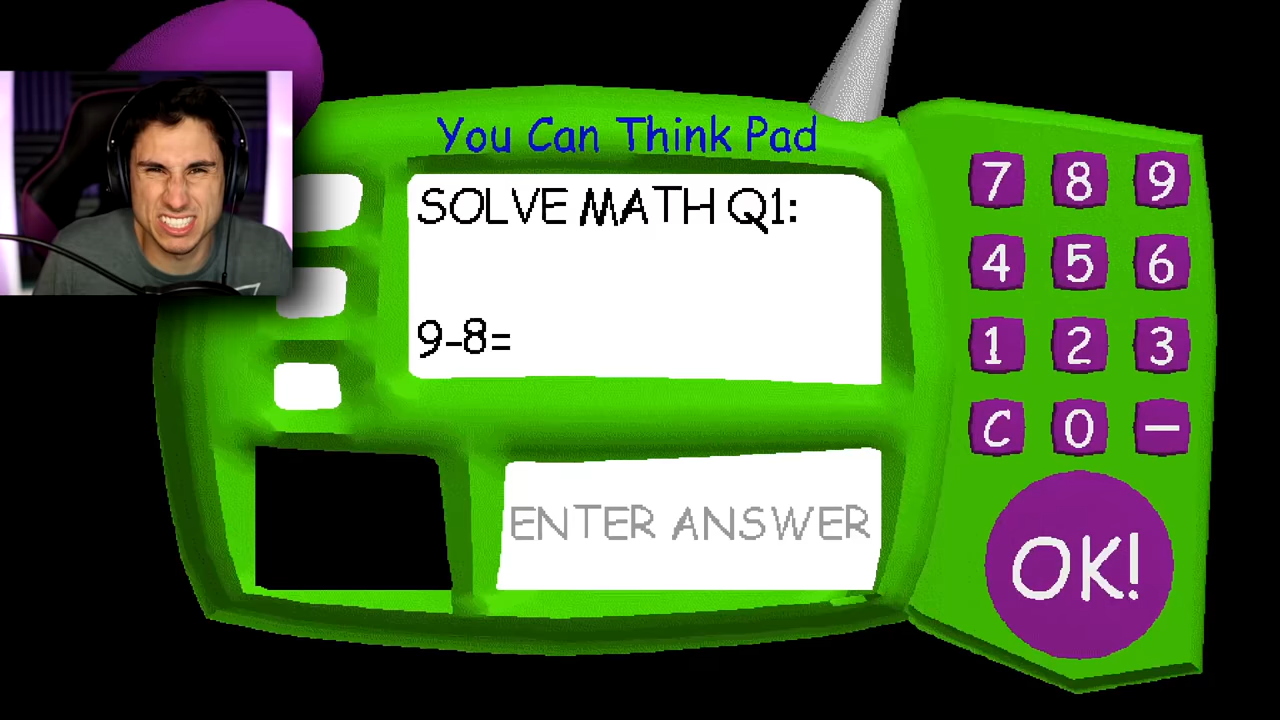 You Can Think Pad
SOLVE MATH Q1:
9-8=
ENTER ANSWER
7 8 9
4 5 6
1 2 3
C 0 —
OK!